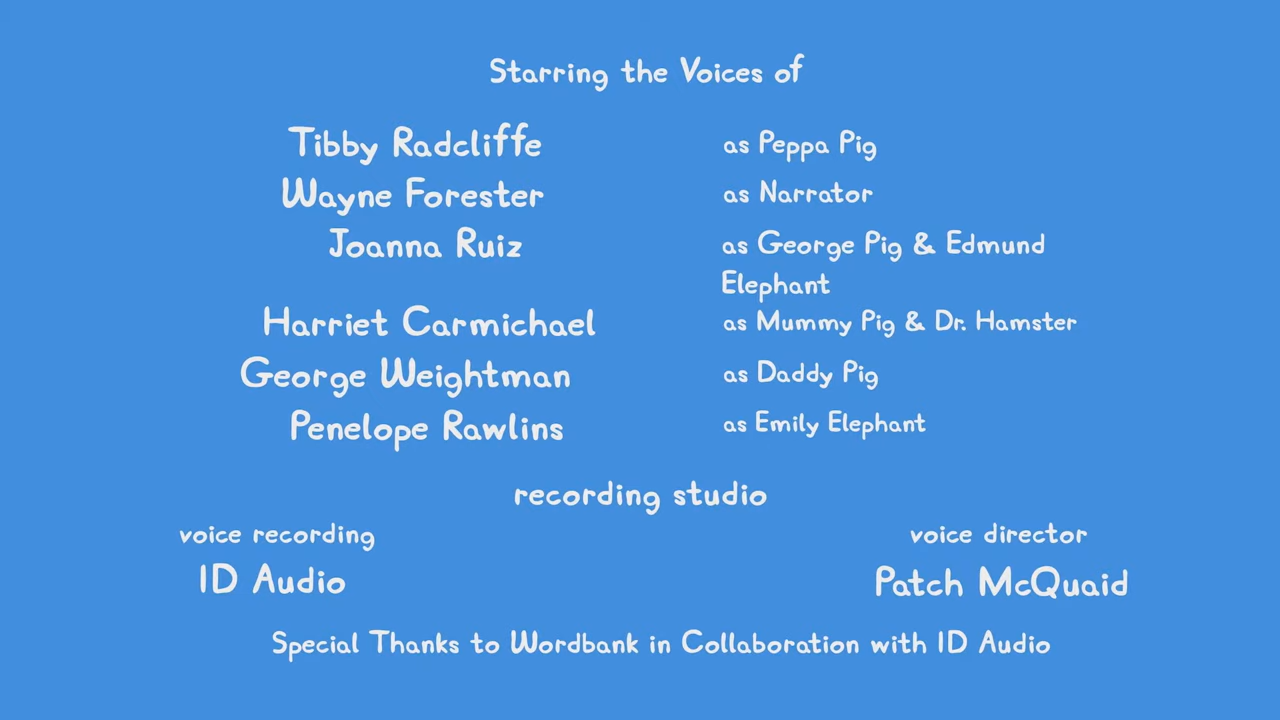 Starring the Voices of
Tibby Radcliffe as Peppa Pig
Wayne Forester as Narrator
Joanna Ruiz as George Pig & Edmund
Elephant
Harriet Carmichael as Mummy Pig & Dr. Hamster
George Weightman as Daddy Pig
Penelope Rawlins as Emily Elephant
recording studio
voice recording voice director
ID Audio Patch McQuaid
Special Thanks to Wordbank in Collaboration with ID Audio